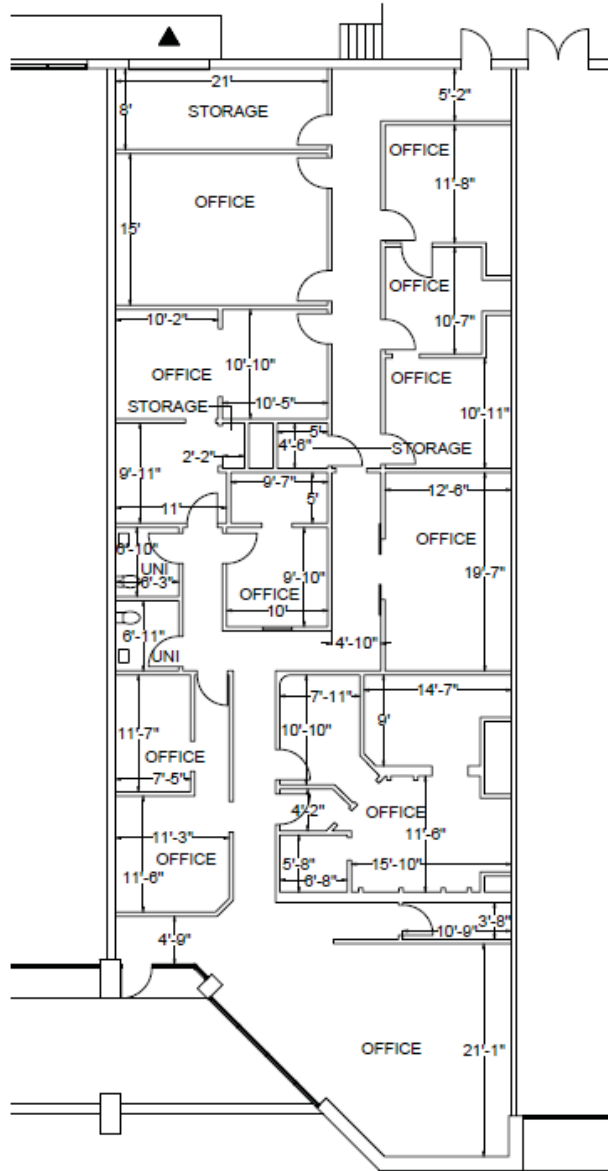 21'
5'-2"
8'
STORAGE
OFFICE
11'-8"
OFFICE
15'
OFFICE
10'-7"
10'-2"
10'-10"
OFFICE
OFFICE
10'-5"
10'-11"
STORAGE
5'
4'-6"
STORAGE
2'-2"
9'-11"
9'-7"
12'-6"
5'
11'
OFFICE
6'-10"
19'-7"
UNI
9'-10"
6'-3"
OFFICE
10'
6'-11"
4'-10"
UNI
7'-11"
14'-7"
9'
11'-7"
10'-10"
OFFICE
7'-5"
4'-2"
OFFICE
11'-6"
11'-3"
OFFICE
5'-8"
15'-10"
11'-6"
6'-8"
3'-8"
10'-9"
4'-9"
OFFICE
21'-1"